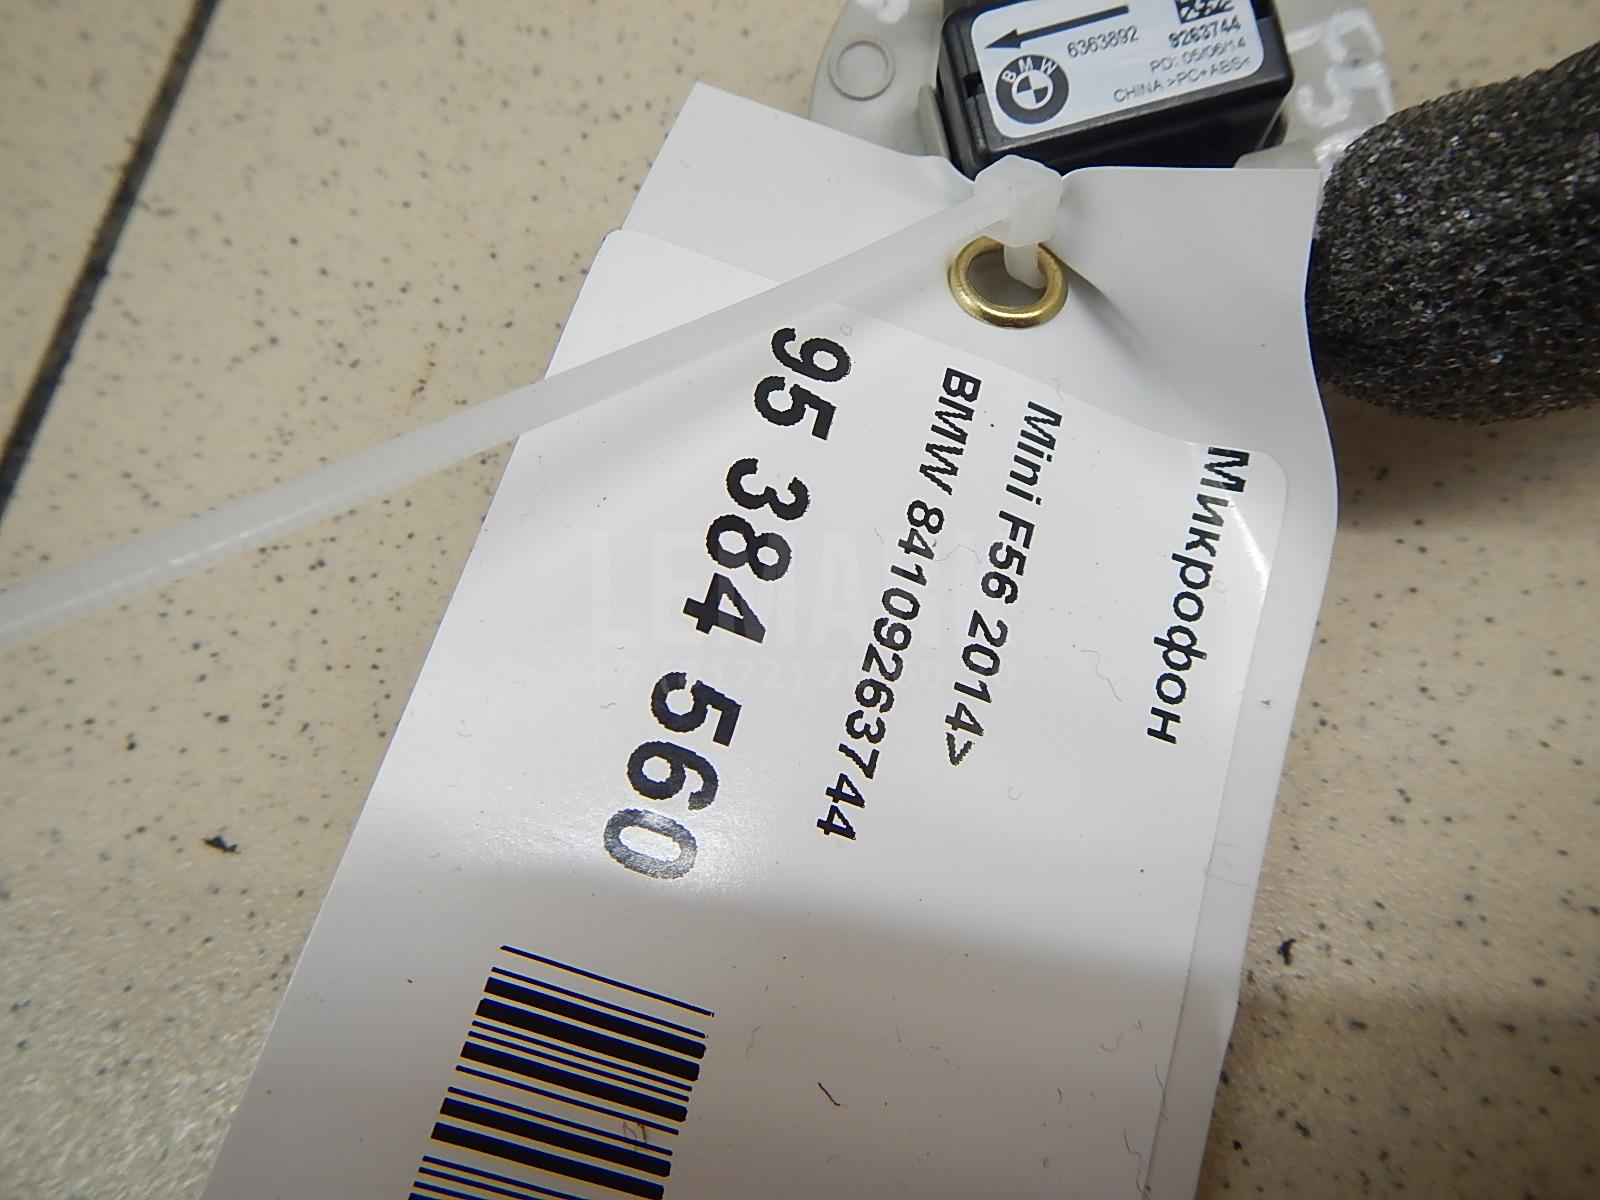 6363892
9263744
PD: 05/06/14
CHINA >PC+ABS<
BMW
F55
Микрофон
Mini F56 2014>
BMW 84109263744
95 384 560